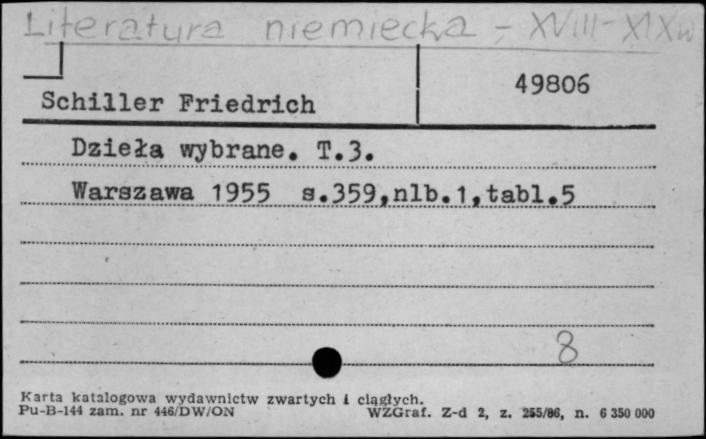 Literatura niemiecka - XVIII-XIXw
49806
Schiller Friedrich
Dzieła wybrane. T.3.
Warszawa 1955 s.359,nlb.1,tabl.5
8
Karta katalogowa wydawnictw zwartych i ciągłych.
Pu-B-144 zam. nr 446/DW/ON WZGraf. Z-d 2, z. 255/86, n. 6 350 000